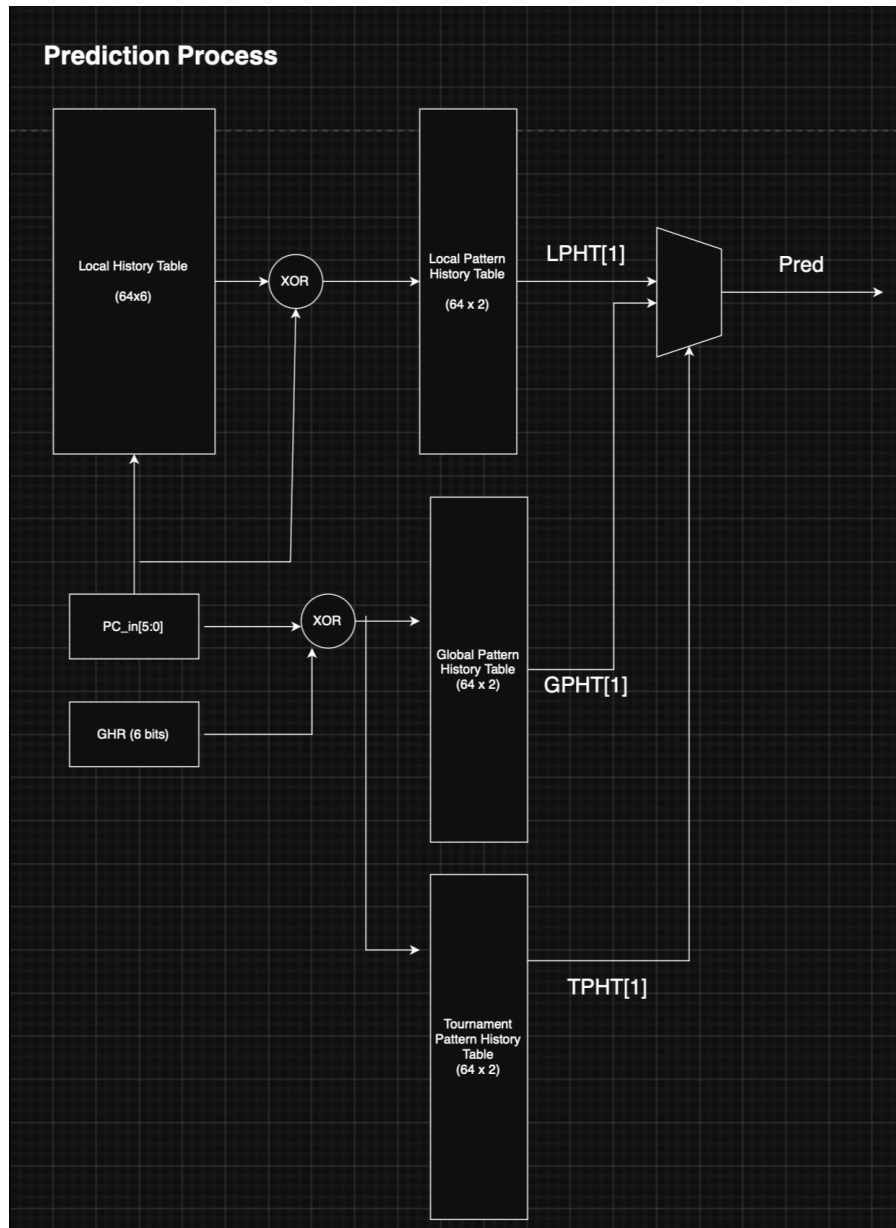 Prediction Process
Local History Table
(64x6)
XOR
Local Pattern
History Table
(64 x 2)
LPHT[1]
Pred
PC_in[5:0]
XOR
GHR (6 bits)
Global Pattern
History Table
(64 x 2)
GPHT[1]
Tournament
Pattern History
Table
(64 x 2)
TPHT[1]